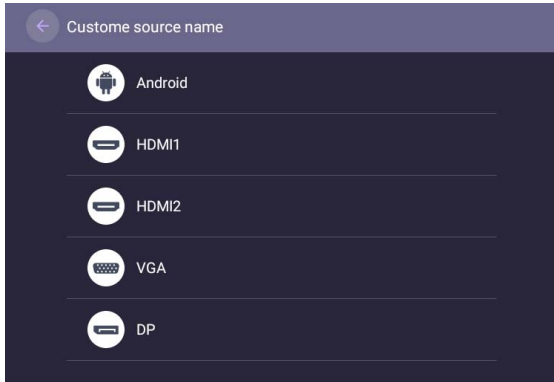 Custome source name
Android
HDMI1
HDMI2
VGA
DP